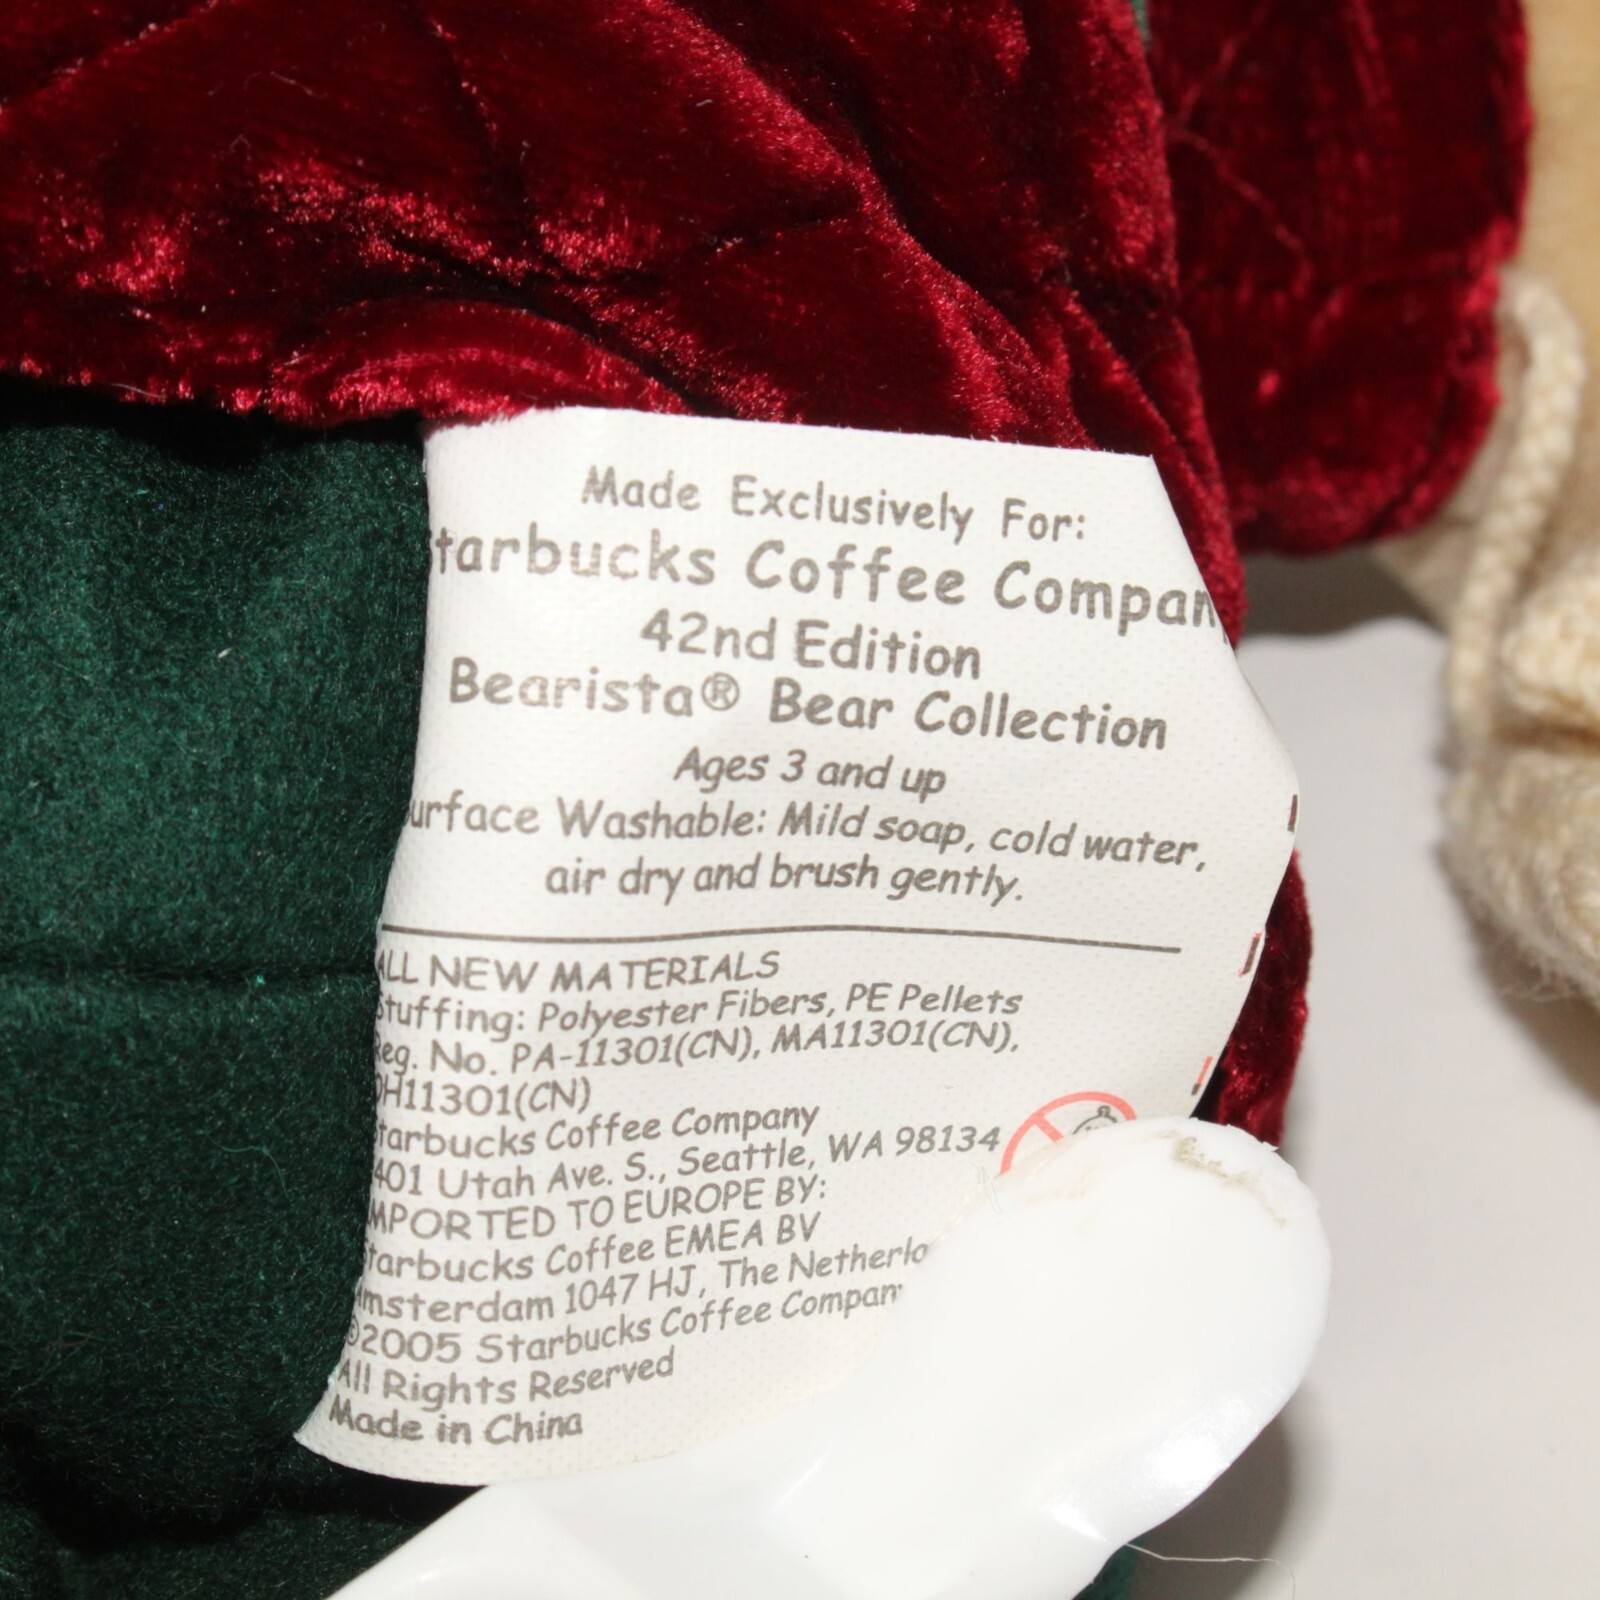 Made Exclusively For:
tarbucks Coffee Compan
42nd Edition
Bearista® Bear Collection
Ages 3 and up
urface Washable: Mild soap, cold water,
air dry and brush gently.
ALL NEW MATERIALS
Stuffing: Polyester Fibers, PE Pellets
Reg. No. PA-11301(CN), MA11301(CN),
OH11301(CN)
Starbucks Coffee Company
401 Utah Ave. S., Seattle, WA 98134
IMPORTED TO EUROPE BY:
Starbucks Coffee EMEA BV
Amsterdam 1047 HJ, The Netherla
©2005 Starbucks Coffee Company
All Rights Reserved
Made in China